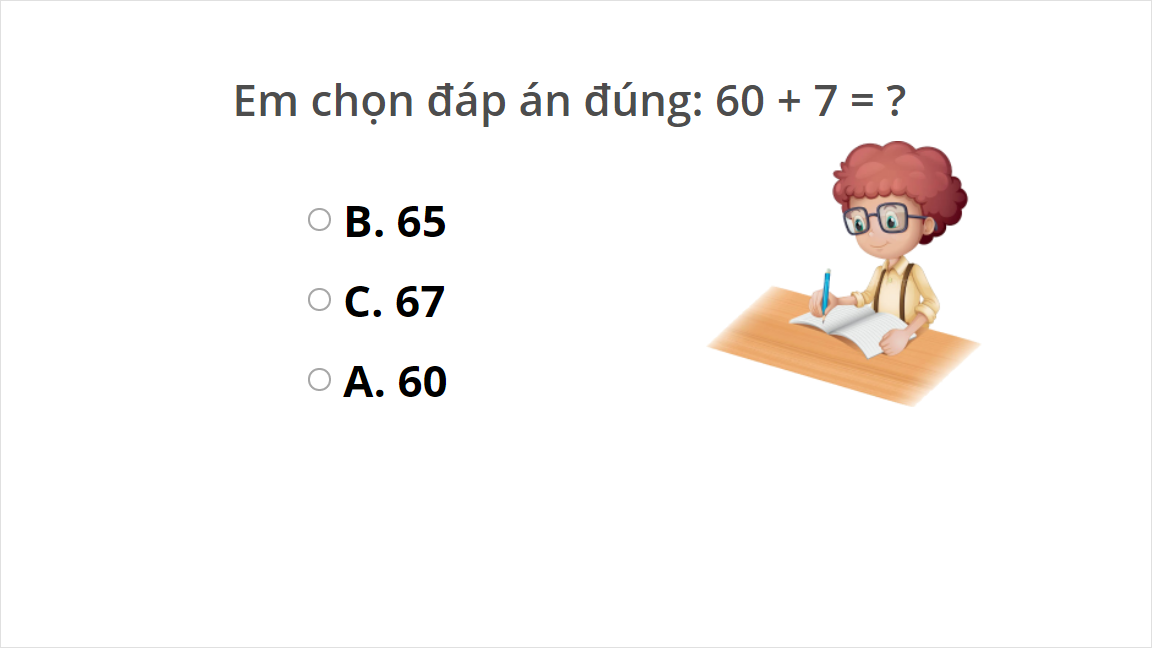 Em chọn đáp án đúng: 60 + 7 = ?
B. 65
C. 67
A. 60